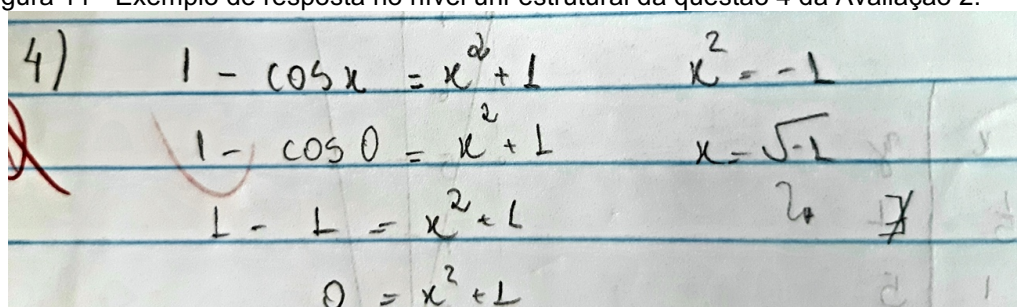 Figura 11 - Exemplo de resposta no nível uni-estrutural da questão 4 da Avaliação 2.
4) 1 - cos x = x² + 1
1 - cos 0 = x² + 1
1 - 1 = x² + 1
0 = x² + 1
x² = -1
x = √-1